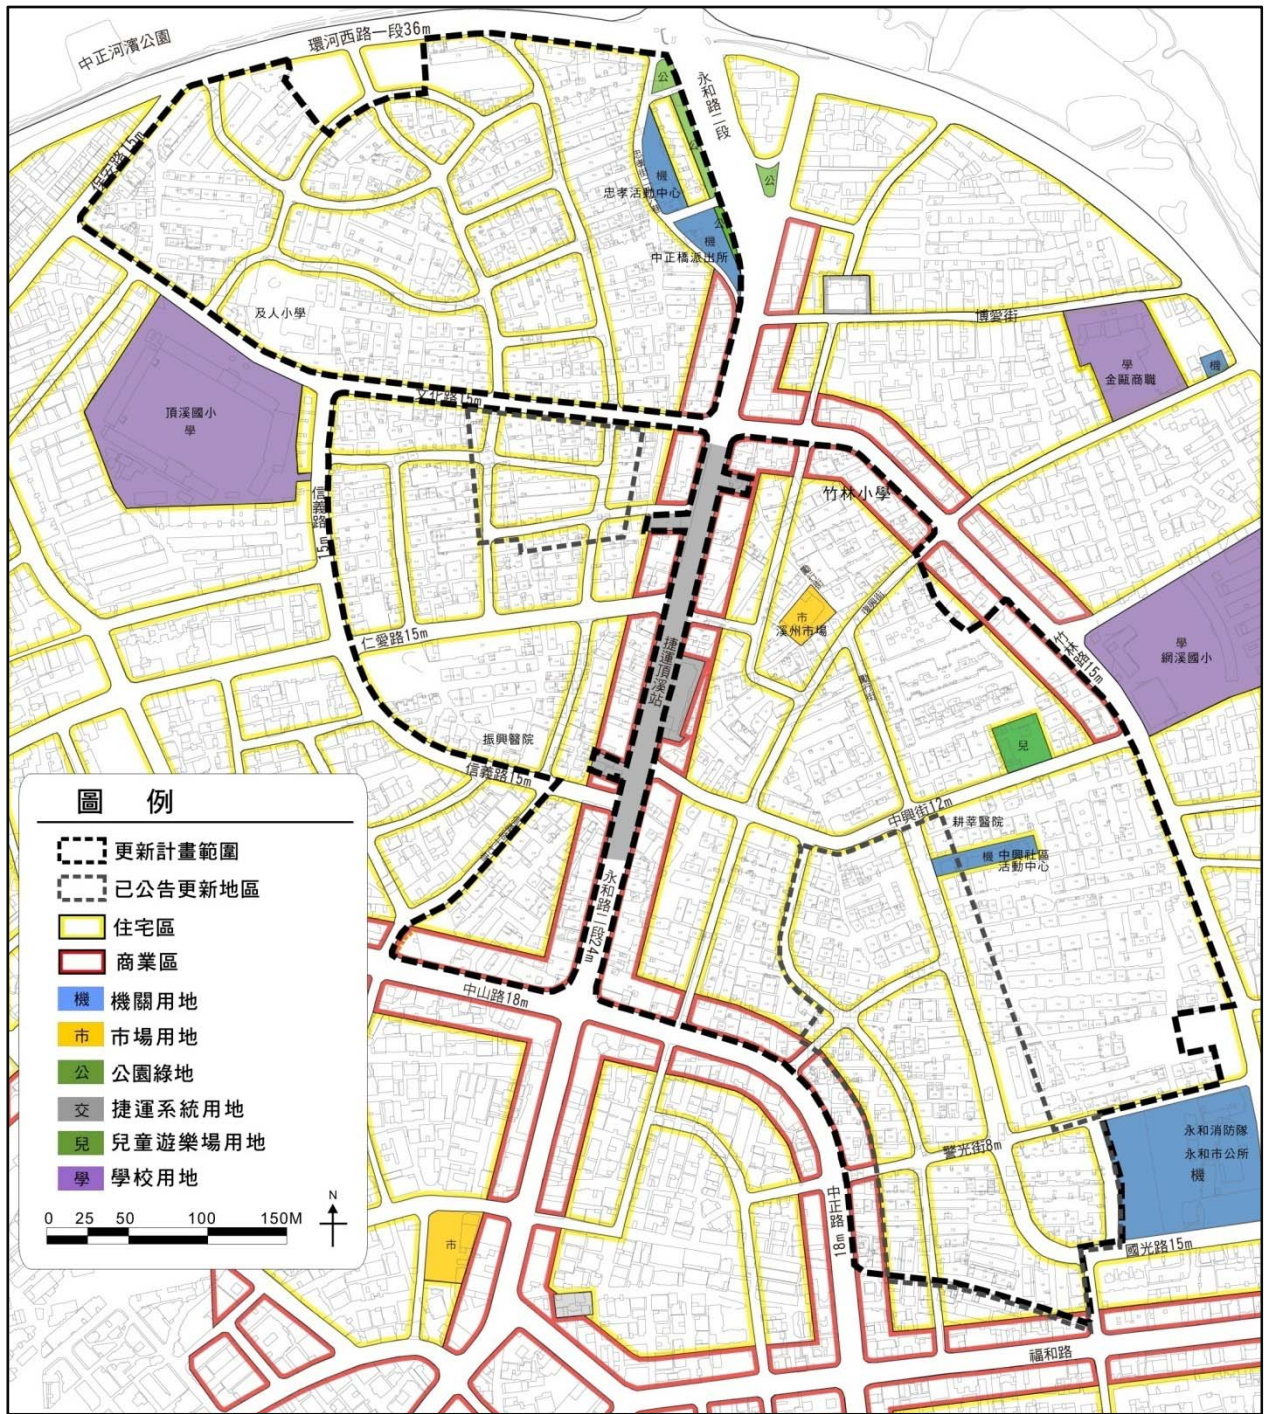 中正河濱公園
環河西路一段36m
永和路二段
公
公
公
公
保安路15m
機
忠孝活動中心
機
中正橋派出所
及人小學
博愛街
學
金甌商職
機
文化路15m
頂溪國小
學
竹林小學
信義路
15m
市
溪州市場
仁愛路15m
捷運頂溪站
竹林路15m
學
網溪國小
振興醫院
兒
信義路15m
中興街12m
耕莘醫院
機 中興社區
活動中心
永和路二段24m
中山路18m
永和消防隊
永和市公所
機
警光街8m
中正路
18m
國光路15m
市
福和路
圖 例
更新計畫範圍
已公告更新地區
住宅區
商業區
機 機關用地
市 市場用地
公 公園綠地
交 捷運系統用地
兒 兒童遊樂場用地
學 學校用地
N
0 25 50 100 150M